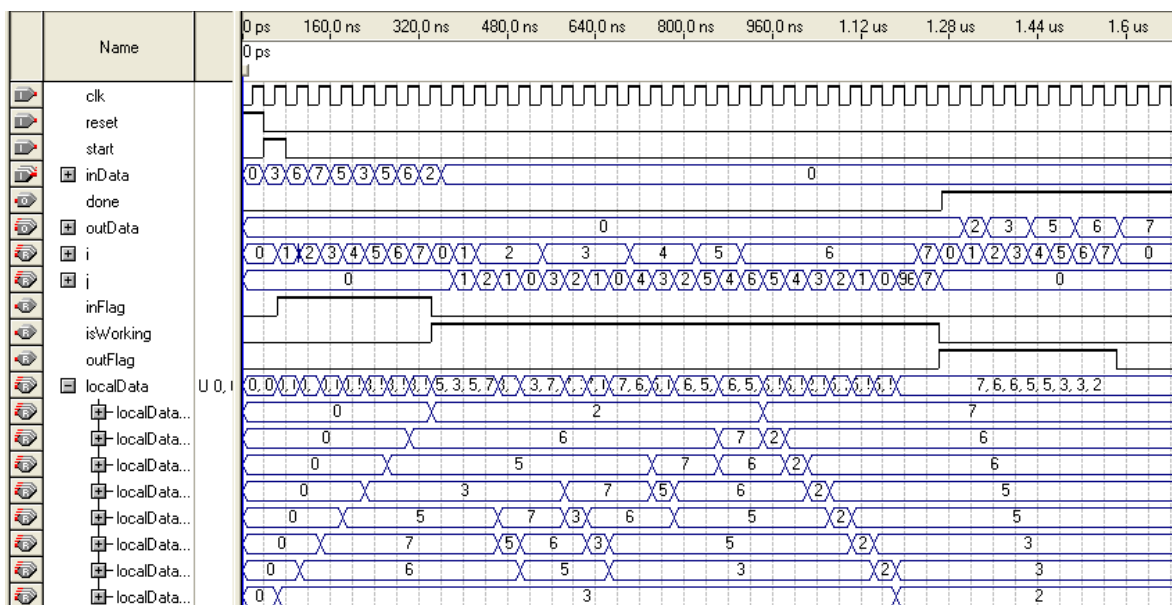 Name
0 ps 160.0 ns 320.0 ns 480.0 ns 640.0 ns 800.0 ns 960.0 ns 1.12 us 1.28 us 1.44 us 1.6 us
0 ps
clk
reset
start
inData 0 3 6 7 5 3 5 6 2 0
done
outData 0 2 3 5 6 7
i 0 1 2 3 4 5 6 7 0 1 2 3 4 5 6 7 0 1 2 3 4 5 6 7 0
j 0 1 2 1 0 3 2 1 0 4 3 2 5 4 6 5 4 3 2 1 0 7 0
inFlag
isWorking
outFlag
localData U 0, 7, 6, 6, 5, 5, 3, 3, 2
localData... 0 2 7
localData... 0 6 7 2 6
localData... 0 5 7 6 2 6
localData... 0 3 7 5 6 2 5
localData... 0 5 7 3 6 5 2 5
localData... 0 7 5 6 3 5 2 3
localData... 0 6 5 3 2 3
localData... 0 3 2